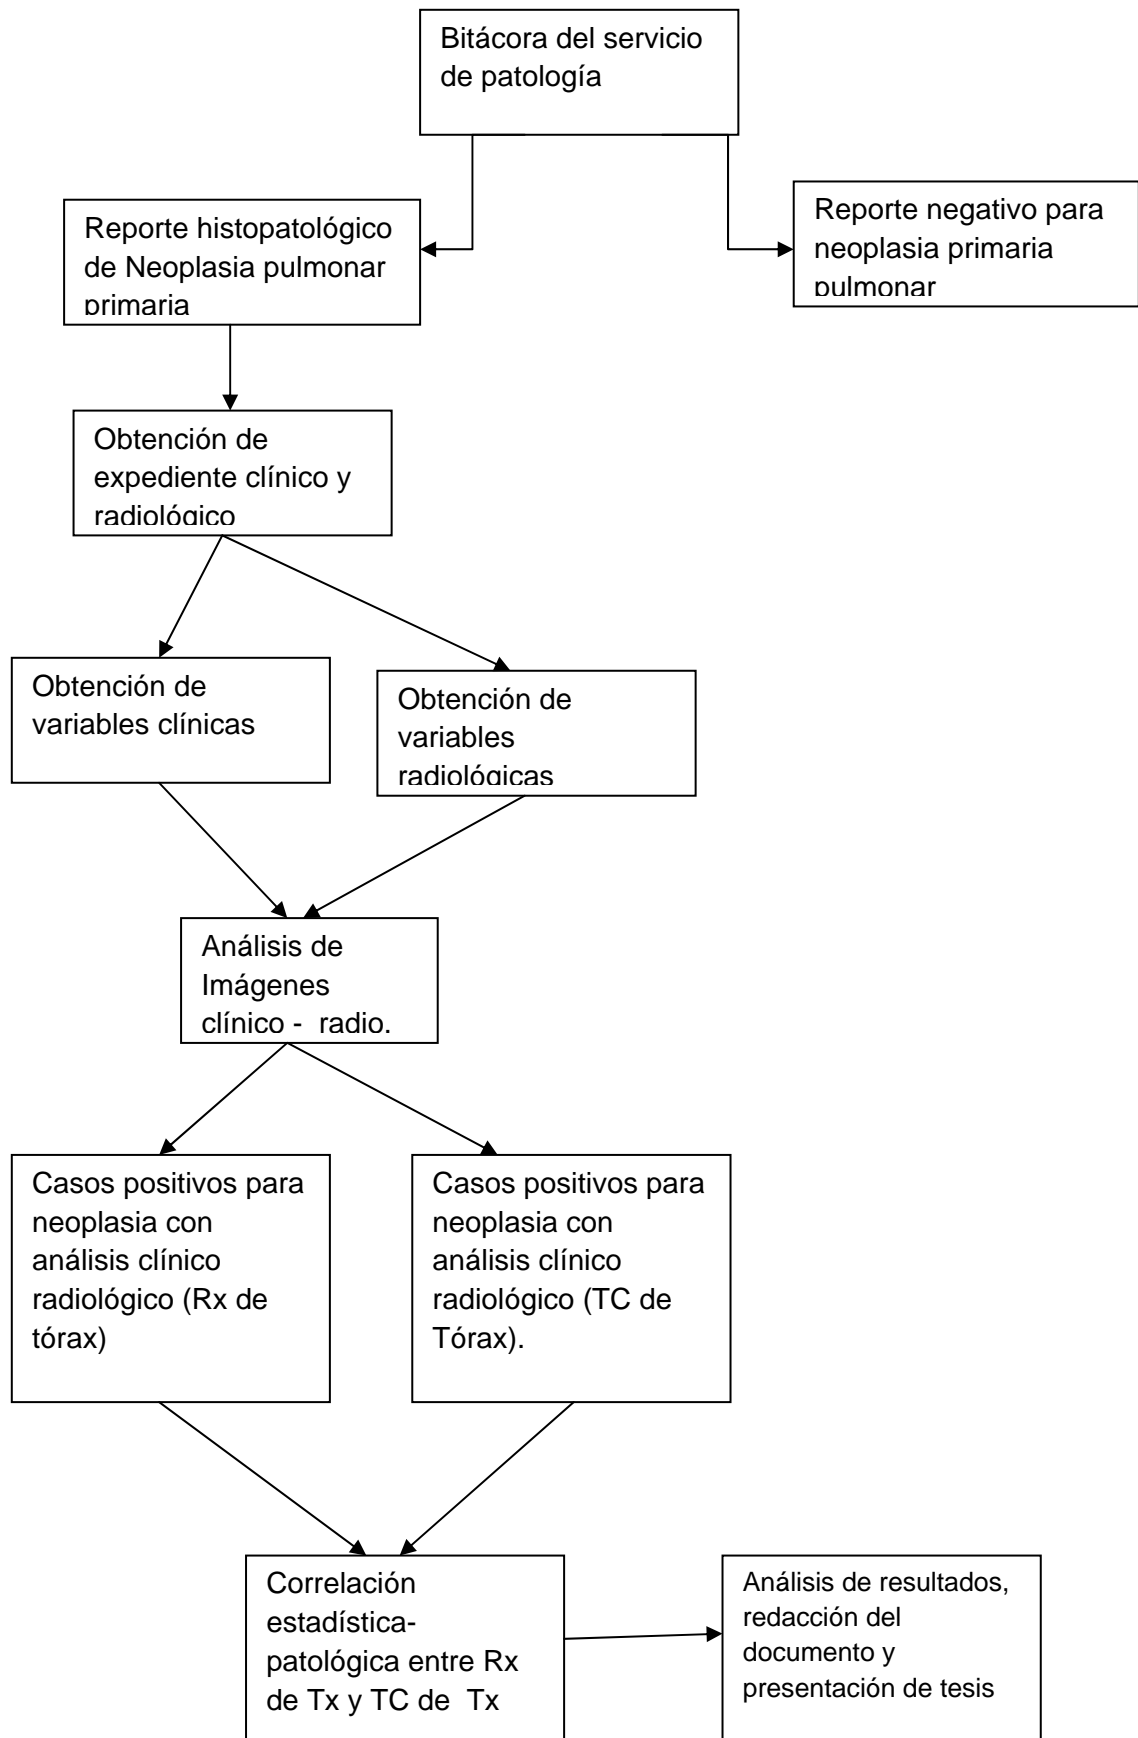 Bitácora del servicio
de patología
Reporte histopatológico
de Neoplasia pulmonar
primaria
Reporte negativo para
neoplasia primaria
pulmonar
Obtención de
expediente clínico y
radiológico
Obtención de
variables clínicas
Obtención de
variables
radiológicas
Análisis de
Imágenes
clínico -  radio.
Casos positivos para
neoplasia con
análisis clínico
radiológico (Rx de
tórax)
Casos positivos para
neoplasia con
análisis clínico
radiológico (TC de
Tórax).
Correlación
estadística-
patológica entre Rx
de Tx y TC de  Tx
Análisis de resultados,
redacción del
documento y
presentación de tesis